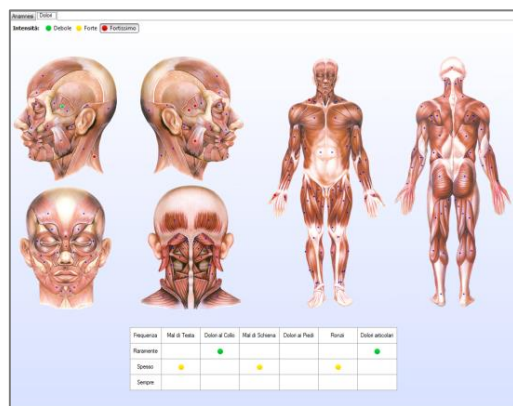 Anamnesi Dolori
Intensità: Debole Forte Fortissimo
Frequenza Mal di Testa Dolori al Collo Mal di Schiena Dolori ai Piedi Ronzii Dolori articolari
Raramente
Spesso
Sempre